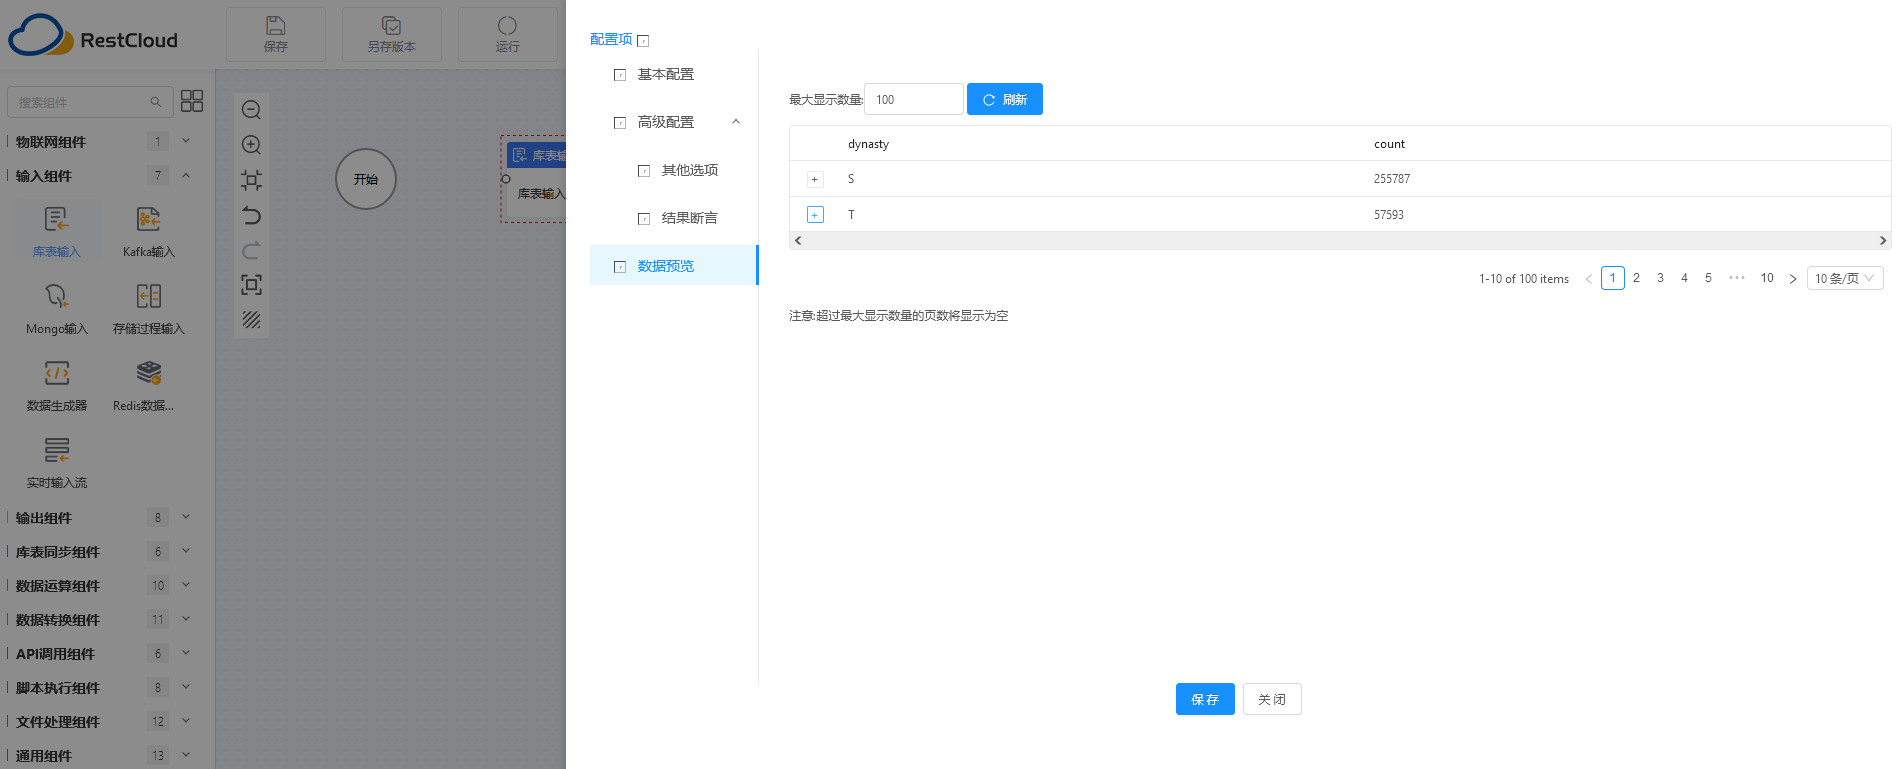 RestCloud
保存
另存版本
运行
搜索组件
物联网组件 1
输入组件 7
库表输入
Kafka输入
Mongo输入
存储过程输入
数据生成器
Redis数据...
实时输入流
输出组件 8
库表同步组件 6
数据运算组件 10
数据转换组件 11
API调用组件 6
脚本执行组件 8
文件处理组件 12
通用组件 13
开始
库表输
库表输入
配置项
基本配置
高级配置
其他选项
结果断言
数据预览
最大显示数量: 100 刷新
dynasty count
S 255787
T 57593
1-10 of 100 items 1 2 3 4 5 ••• 10 10 条/页
注意:超过最大显示数量的页数将显示为空
保存 关闭